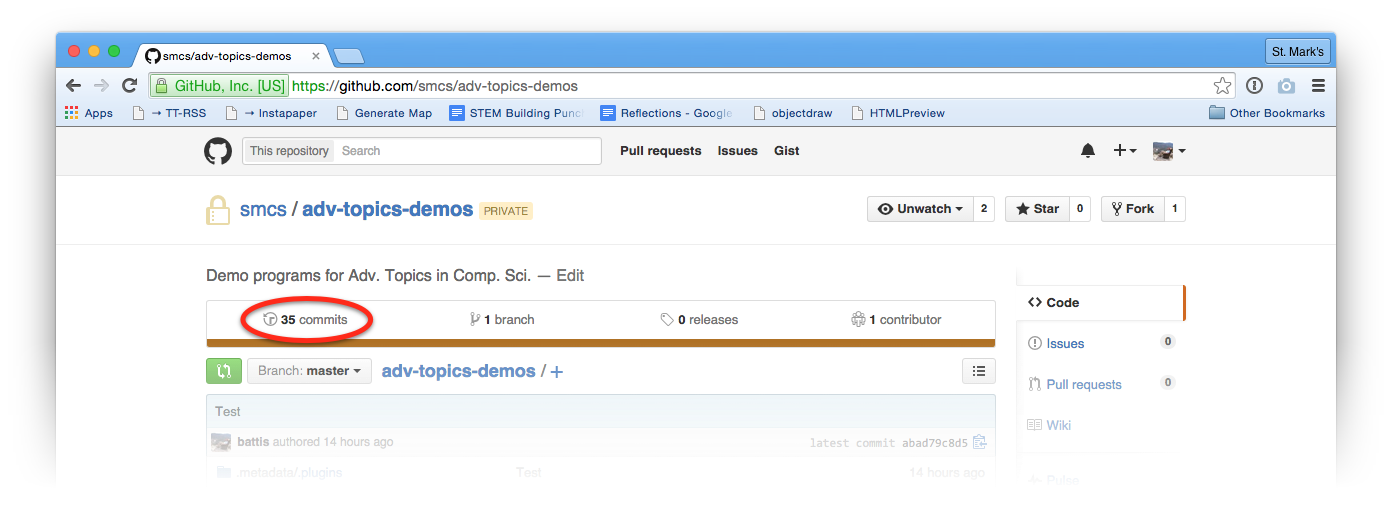 smcs/adv-topics-demos × St. Mark's
GitHub, Inc. [US] https://github.com/smcs/adv-topics-demos
Apps → TT-RSS → Instapaper Generate Map STEM Building Punc Reflections - Google objectdraw HTMLPreview Other Bookmarks
This repository Search Pull requests Issues Gist
smcs / adv-topics-demos PRIVATE Unwatch 2 Star 0 Fork 1
Demo programs for Adv. Topics in Comp. Sci. — Edit
<> Code
35 commits 1 branch 0 releases 1 contributor
Issues 0
Branch: master adv-topics-demos / +
Pull requests 0
Test
Wiki
battis authored 14 hours ago latest commit abad79c8d5
.metadata/.plugins Test 14 hours ago
Pulse